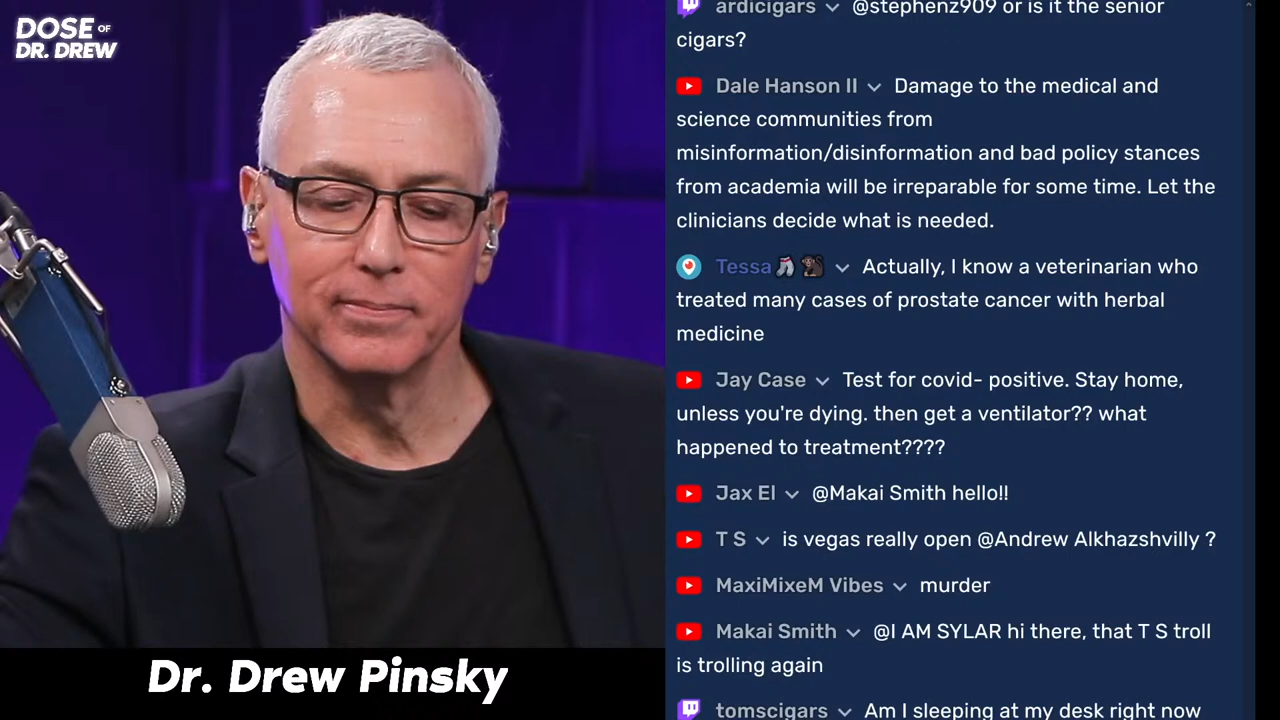 DOSE OF
DR. DREW
Dr. Drew Pinsky
ardicigars @stephenz909 or is it the senior
cigars?
Dale Hanson II Damage to the medical and
science communities from
misinformation/disinformation and bad policy stances
from academia will be irreparable for some time. Let the
clinicians decide what is needed.
Tessa Actually, I know a veterinarian who
treated many cases of prostate cancer with herbal
medicine
Jay Case Test for covid- positive. Stay home,
unless you're dying. then get a ventilator?? what
happened to treatment????
Jax El @Makai Smith hello!!
T S is vegas really open @Andrew Alkhazshvilly ?
MaxiMixeM Vibes murder
Makai Smith @I AM SYLAR hi there, that T S troll
is trolling again
tomscigars Am I sleeping at my desk right now